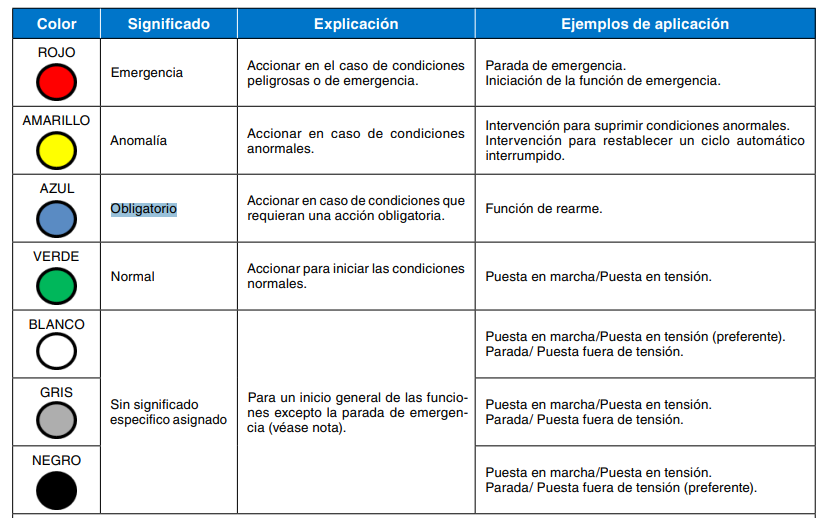 Color Significado Explicación Ejemplos de aplicación
ROJO
Emergencia
Accionar en el caso de condiciones
peligrosas o de emergencia.
Parada de emergencia.
Iniciación de la función de emergencia.
AMARILLO
Anomalía
Accionar en caso de condiciones
anormales.
Intervención para suprimir condiciones anormales.
Intervención para restablecer un ciclo automático
interrumpido.
AZUL
Obligatorio
Accionar en caso de condiciones que
requieran una acción obligatoria.
Función de rearme.
VERDE
Normal
Accionar para iniciar las condiciones
normales.
Puesta en marcha/Puesta en tensión.
BLANCO
Puesta en marcha/Puesta en tensión (preferente).
Parada/ Puesta fuera de tensión.
GRIS
Sin significado
especifico asignado
Para un inicio general de las funcio-
nes excepto la parada de emergen-
cia (véase nota).
Puesta en marcha/Puesta en tensión.
Parada/ Puesta fuera de tensión.
NEGRO
Puesta en marcha/Puesta en tensión.
Parada/ Puesta fuera de tensión (preferente).